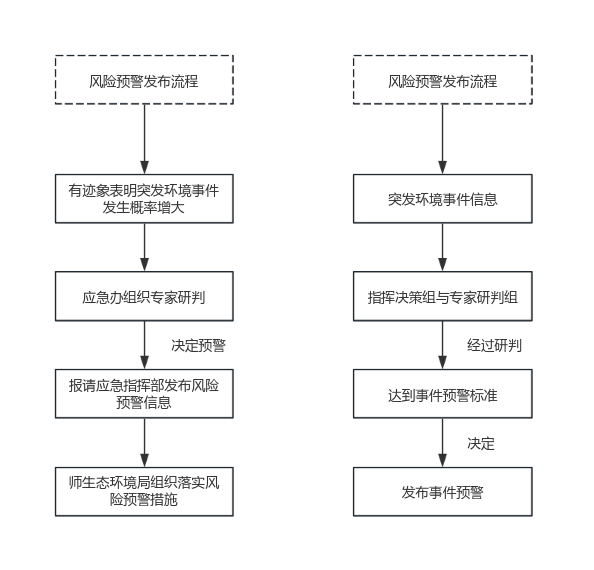 风险预警发布流程
有迹象表明突发环境事件
发生概率增大
应急办组织专家研判
决定预警
报请应急指挥部发布风险
预警信息
师生态环境局组织落实风
险预警措施
风险预警发布流程
突发环境事件信息
指挥决策组与专家研判组
经过研判
达到事件预警标准
决定
发布事件预警